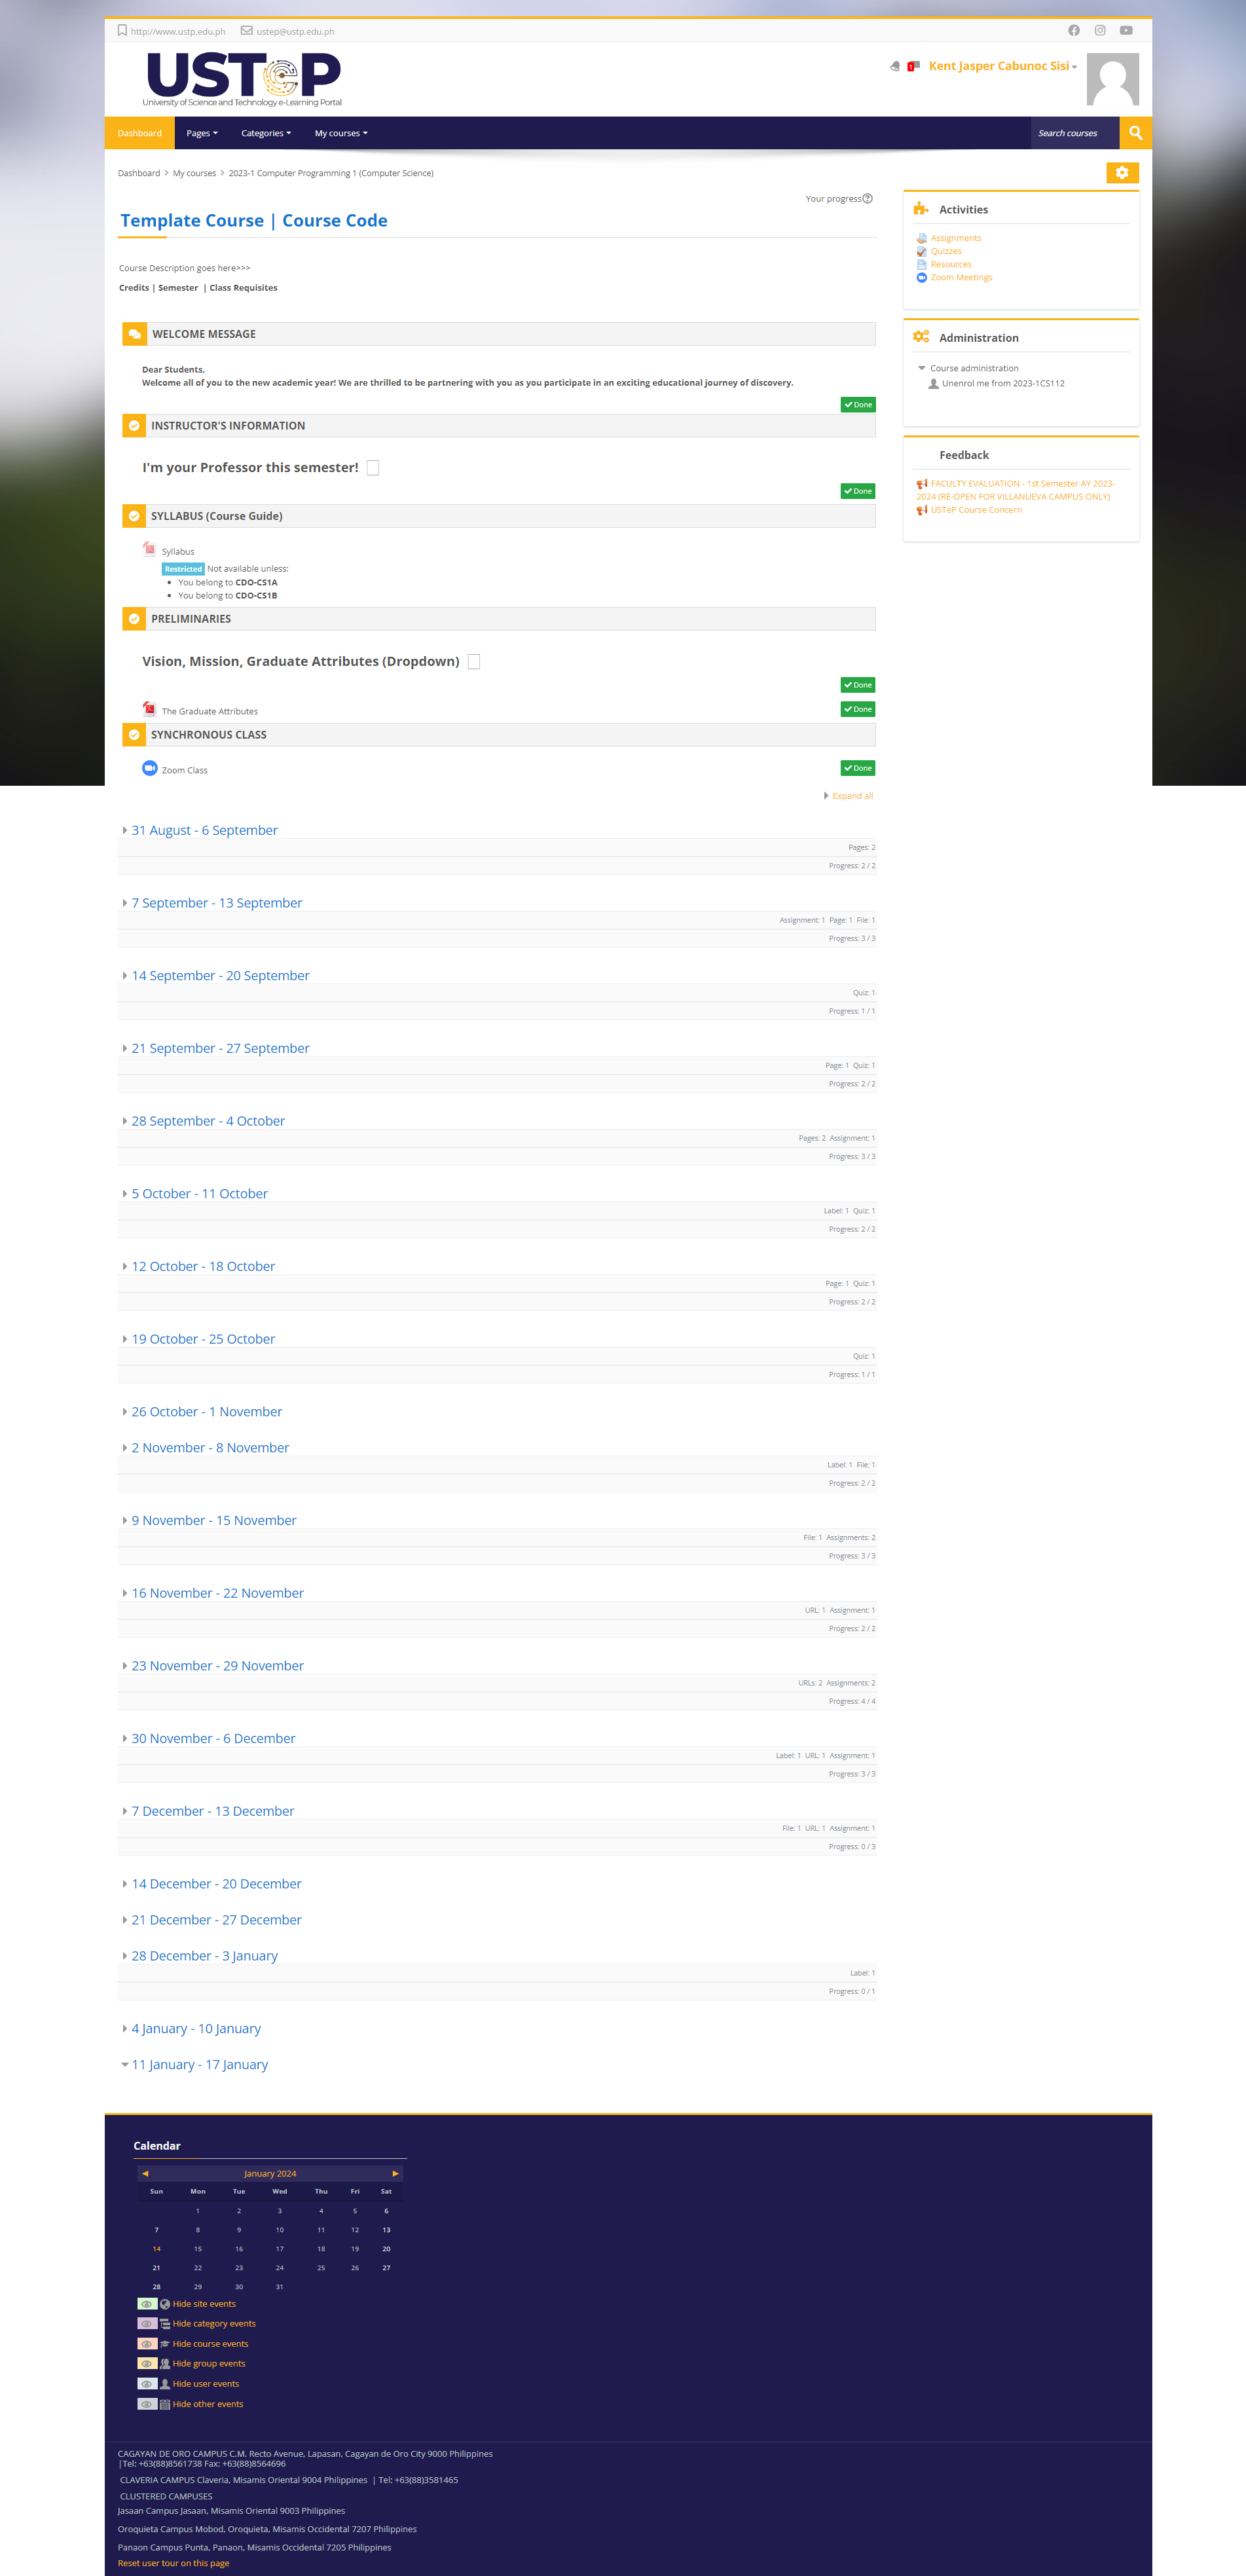 http://www.ustp.edu.ph ustep@ustp.edu.ph
USTeP
University of Science and Technology e-Learning Portal
1 Kent Jasper Cabunoc Sisi
Dashboard Pages Categories My courses Search courses
Dashboard My courses 2023-1 Computer Programming 1 (Computer Science)
Your progress
Template Course | Course Code
Course Description goes here>>>
Credits | Semester | Class Requisites
WELCOME MESSAGE
Dear Students,
Welcome all of you to the new academic year! We are thrilled to be partnering with you as you participate in an exciting educational journey of discovery.
Done
INSTRUCTOR'S INFORMATION
I'm your Professor this semester!
Done
SYLLABUS (Course Guide)
Syllabus
Restricted Not available unless:
• You belong to CDO-CS1A
• You belong to CDO-CS1B
PRELIMINARIES
Vision, Mission, Graduate Attributes (Dropdown)
Done
The Graduate Attributes Done
SYNCHRONOUS CLASS
Zoom Class Done
Expand all
31 August - 6 September
Pages: 2
Progress: 2 / 2
7 September - 13 September
Assignment: 1 Page: 1 File: 1
Progress: 3 / 3
14 September - 20 September
Quiz: 1
Progress: 1 / 1
21 September - 27 September
Page: 1 Quiz: 1
Progress: 2 / 2
28 September - 4 October
Pages: 2 Assignment: 1
Progress: 3 / 3
5 October - 11 October
Label: 1 Quiz: 1
Progress: 2 / 2
12 October - 18 October
Page: 1 Quiz: 1
Progress: 2 / 2
19 October - 25 October
Quiz: 1
Progress: 1 / 1
26 October - 1 November
2 November - 8 November
Label: 1 File: 1
Progress: 2 / 2
9 November - 15 November
File: 1 Assignments: 2
Progress: 3 / 3
16 November - 22 November
URL: 1 Assignment: 1
Progress: 2 / 2
23 November - 29 November
URLs: 2 Assignments: 2
Progress: 4 / 4
30 November - 6 December
Label: 1 URL: 1 Assignment: 1
Progress: 3 / 3
7 December - 13 December
File: 1 URL: 1 Assignment: 1
Progress: 0 / 3
14 December - 20 December
21 December - 27 December
28 December - 3 January
Label: 1
Progress: 0 / 1
4 January - 10 January
11 January - 17 January
Activities
Assignments
Quizzes
Resources
Zoom Meetings
Administration
Course administration
Unenrol me from 2023-1CS112
Feedback
FACULTY EVALUATION - 1st Semester AY 2023-
2024 (RE-OPEN FOR VILLANUEVA CAMPUS ONLY)
USTeP Course Concern
Calendar
◀ January 2024 ▶
Sun Mon Tue Wed Thu Fri Sat
1 2 3 4 5 6
7 8 9 10 11 12 13
14 15 16 17 18 19 20
21 22 23 24 25 26 27
28 29 30 31
Hide site events
Hide category events
Hide course events
Hide group events
Hide user events
Hide other events
CAGAYAN DE ORO CAMPUS C.M. Recto Avenue, Lapasan, Cagayan de Oro City 9000 Philippines
|Tel: +63(88)8561738 Fax: +63(88)8564696
CLAVERIA CAMPUS Claveria, Misamis Oriental 9004 Philippines | Tel: +63(88)3581465
CLUSTERED CAMPUSES
Jasaan Campus Jasaan, Misamis Oriental 9003 Philippines
Oroquieta Campus Mobod, Oroquieta, Misamis Occidental 7207 Philippines
Panaon Campus Punta, Panaon, Misamis Occidental 7205 Philippines
Reset user tour on this page